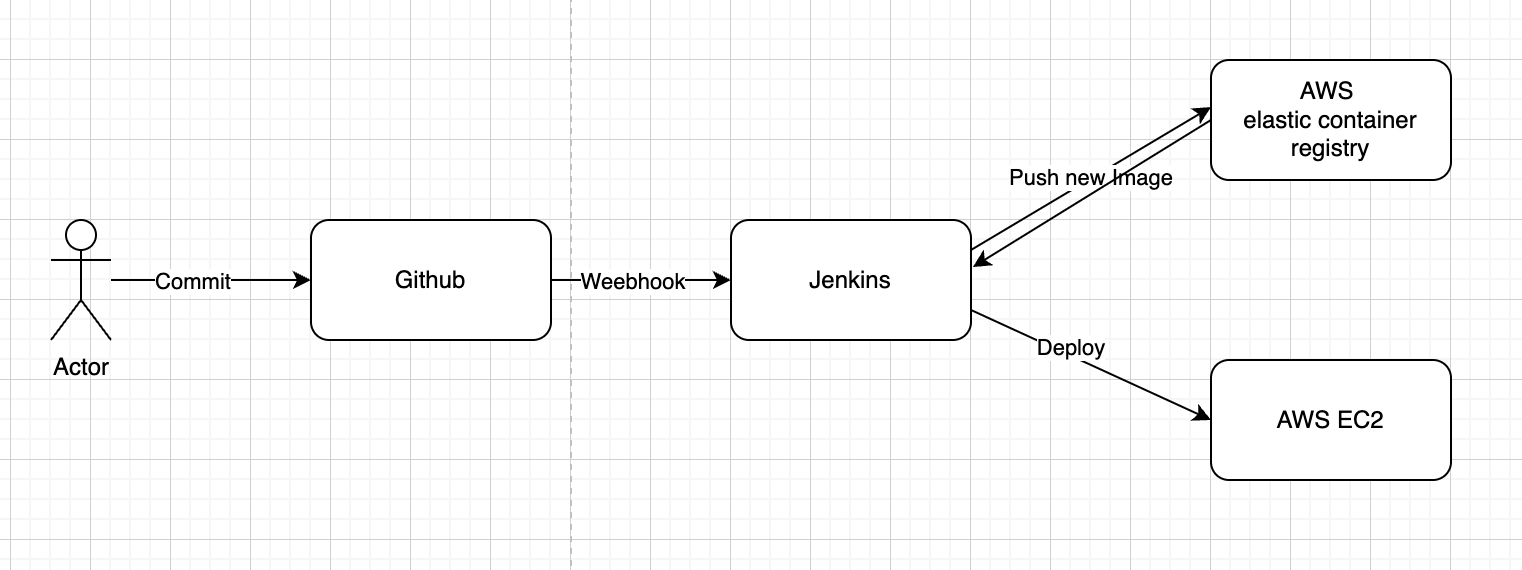 AWS
elastic container
registry
Push new Image
Commit
Github
Weebhook
Jenkins
Deploy
Actor
AWS EC2